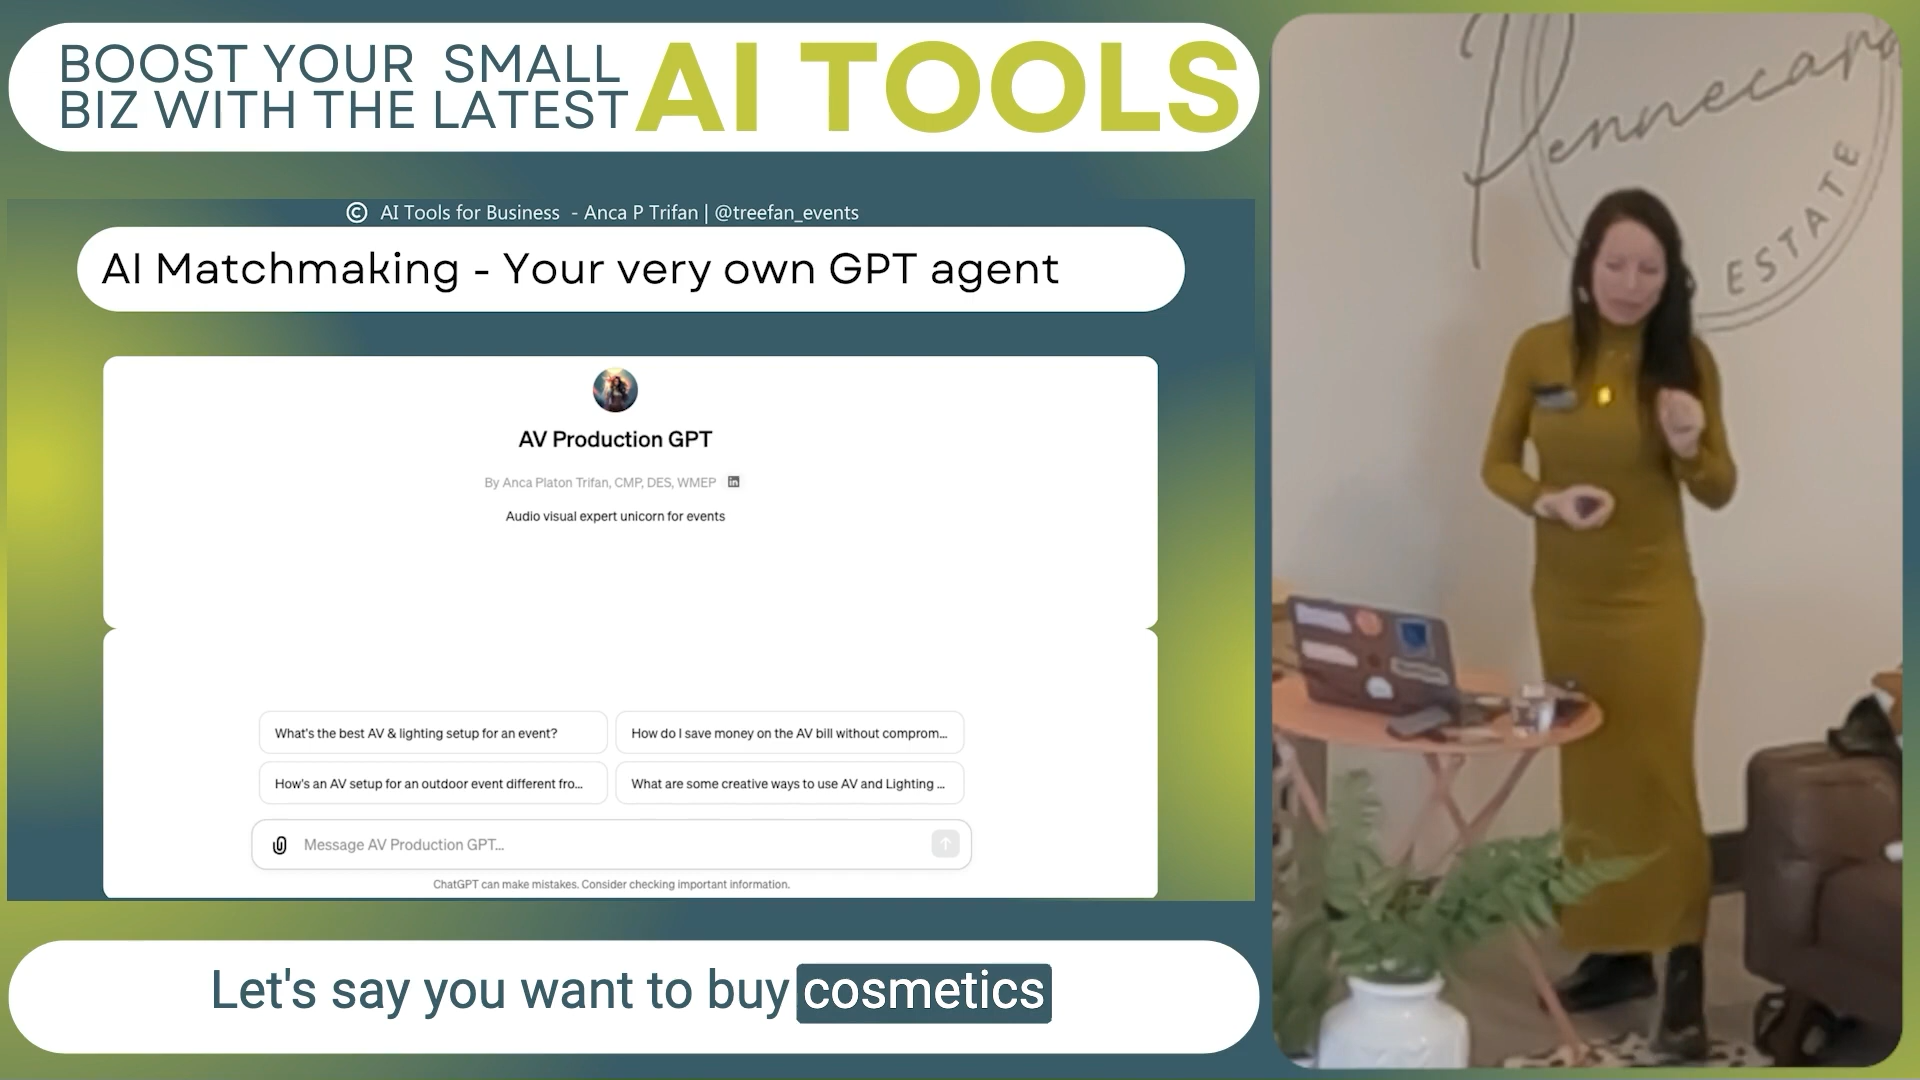 BOOST YOUR SMALL
BIZ WITH THE LATEST
AI TOOLS
© AI Tools for Business - Anca P Trifan | @treefan_events
AI Matchmaking - Your very own GPT agent
AV Production GPT
By Anca Platon Trifan, CMP, DES, WMEP in
Audio visual expert unicorn for events
What's the best AV & lighting setup for an event?
How do I save money on the AV bill without comprom...
How's an AV setup for an outdoor event different fro...
What are some creative ways to use AV and Lighting ...
Message AV Production GPT...
ChatGPT can make mistakes. Consider checking important information.
Let's say you want to buy cosmetics
Pennecard
ESTATE